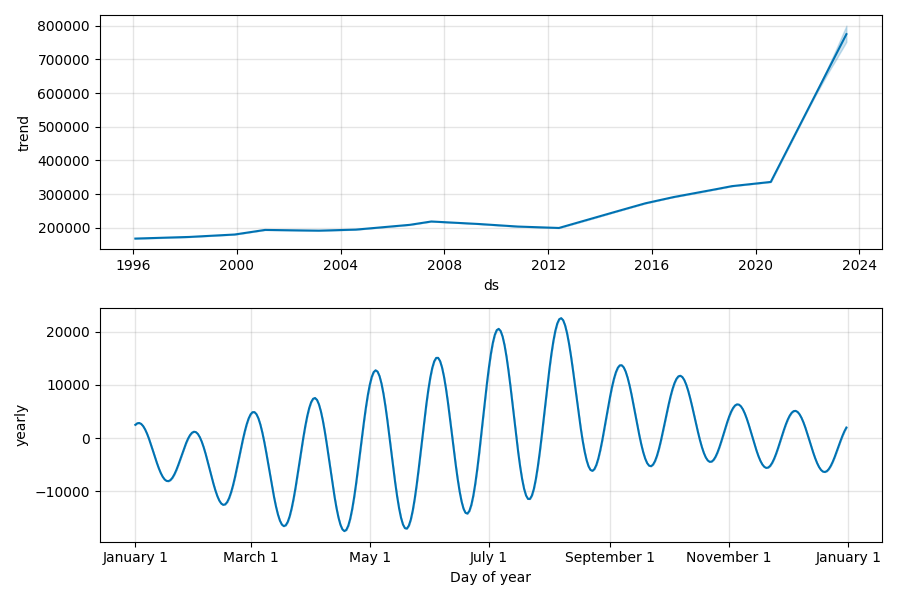 800000
700000
600000
500000
400000
300000
200000
trend
1996 2000 2004 2008 2012 2016 2020 2024
ds
20000
10000
0
−10000
yearly
January 1 March 1 May 1 July 1 September 1 November 1 January 1
Day of year